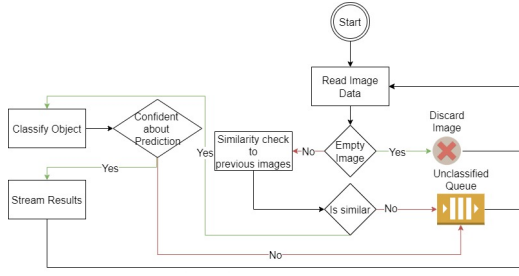 Start
Read Image
Data
Confident
about
Prediction
Classify Object
Discard
Image
Similarity check
to
previous images
No
Empty
Image
Yes
Yes
Yes
Unclassified
Queue
Stream Results
Is similar
No
No